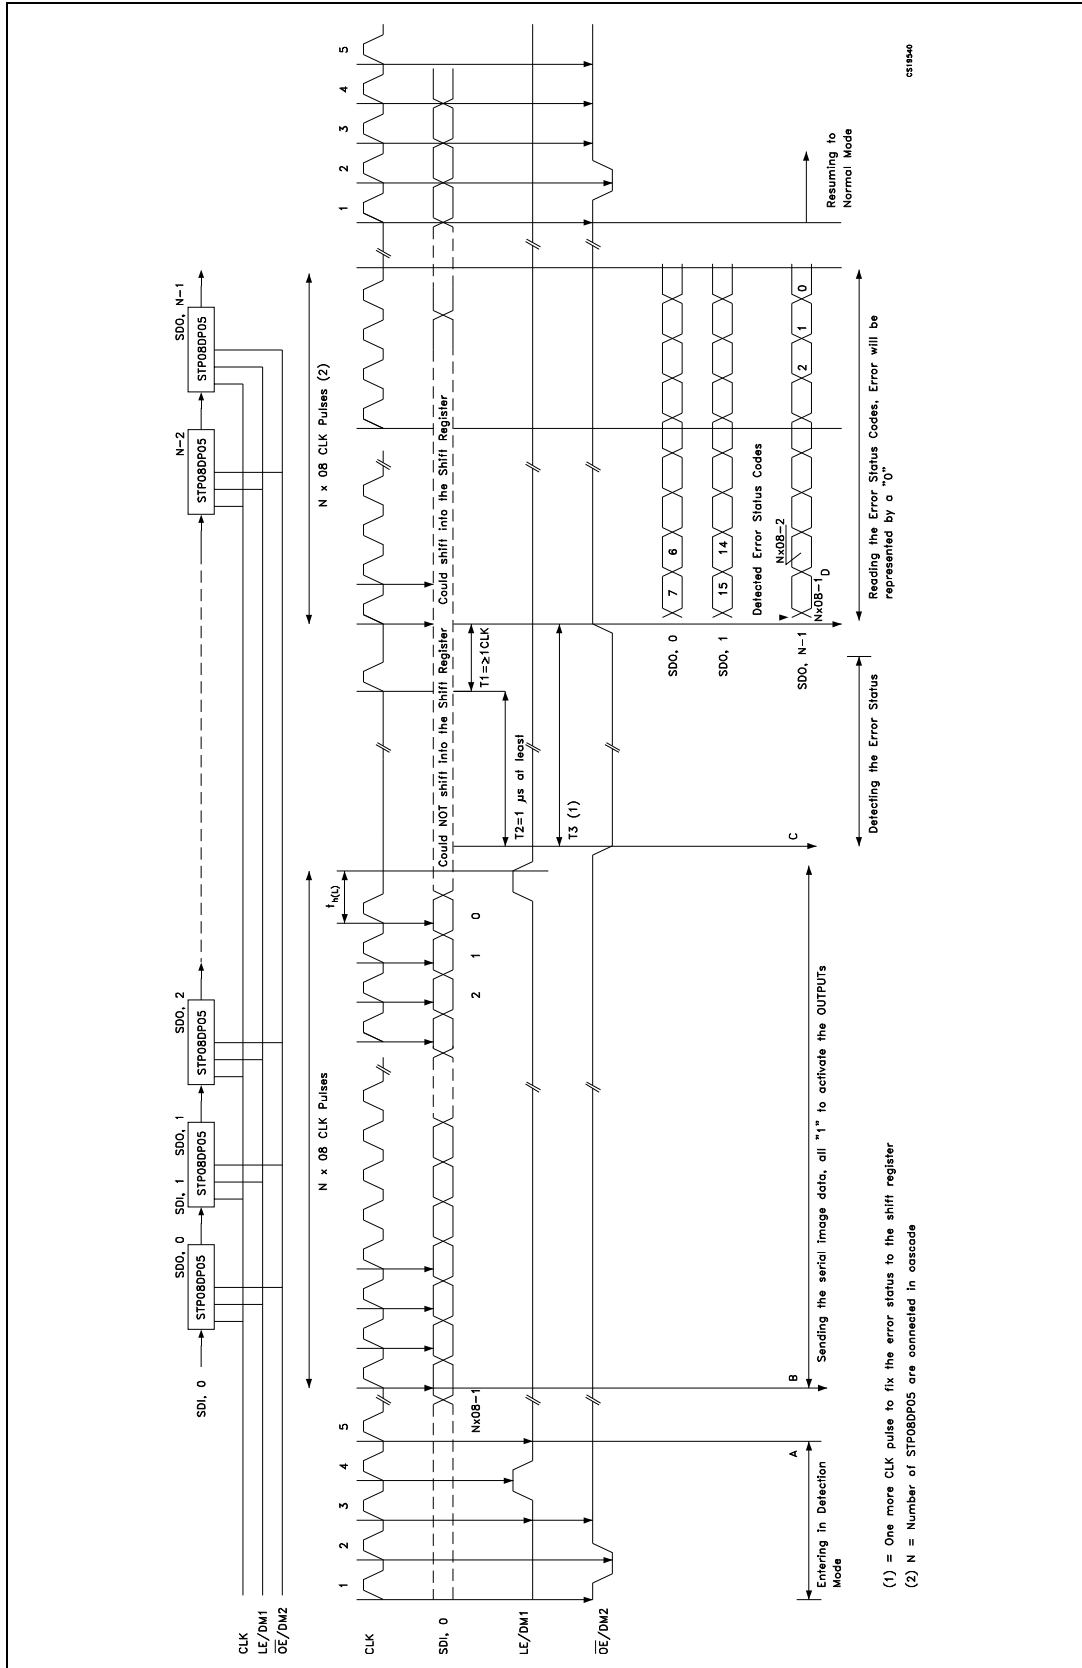 SDI, 0
STP08DP05
SDO, 0
SDI, 1
STP08DP05
SDO, 1
STP08DP05
SDO, 2
STP08DP05
N-2
STP08DP05
SDO, N-1
CLK
LE/DM1
OE/DM2
N x 08 CLK Pulses
N x 08 CLK Pulses (2)
1 2 3 4 5
th(L)
1 2 3 4 5
CLK
SDI, 0
Could NOT shift into the Shift Register
Could shift into the Shift Register
Nx08-1
2 1 0
T1=≥1CLK
T2=1 µs at least
LE/DM1
T3 (1)
OE/DM2
SDO, 0
7 6
SDO, 1
15 14
Detected Error Status Codes
Nx08-2
SDO, N-1
2 1 0
Nx08-1
D
A
B
C
Entering in Detection
Mode
Sending the serial image data, all "1" to activate the OUTPUTs
Detecting the Error Status
Reading the Error Status Codes, Error will be
represented by a "0"
Resuming to
Normal Mode
(1) = One more CLK pulse to fix the error status to the shift register
(2) N = Number of STP08DP05 are connected in cascade
CS19540